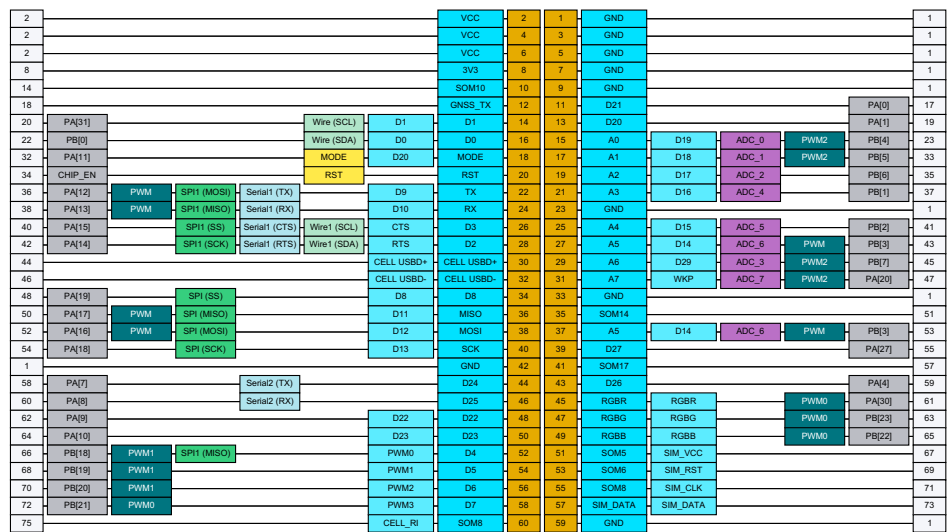 2 VCC 2 1 GND 1
2 VCC 4 3 GND 1
2 VCC 6 5 GND 1
8 3V3 8 7 GND 1
14 SOM10 10 9 GND 1
18 GNSS_TX 12 11 D21 PA[0] 17
20 PA[31] Wire (SCL) D1 D1 14 13 D20 PA[1] 19
22 PB[0] Wire (SDA) D0 D0 16 15 A0 D19 ADC_0 PWM2 PB[4] 23
32 PA[11] MODE D20 MODE 18 17 A1 D18 ADC_1 PWM2 PB[5] 33
34 CHIP_EN RST RST 20 19 A2 D17 ADC_2 PB[6] 35
36 PA[12] PWM SPI1 (MOSI) Serial1 (TX) D9 TX 22 21 A3 D16 ADC_4 PB[1] 37
38 PA[13] PWM SPI1 (MISO) Serial1 (RX) D10 RX 24 23 GND 1
40 PA[15] SPI1 (SS) Serial1 (CTS) Wire1 (SCL) CTS D3 26 25 A4 D15 ADC_5 PB[2] 41
42 PA[14] SPI1 (SCK) Serial1 (RTS) Wire1 (SDA) RTS D2 28 27 A5 D14 ADC_6 PWM PB[3] 43
44 CELL USBD+ CELL USBD+ 30 29 A6 D29 ADC_3 PWM2 PB[7] 45
46 CELL USBD- CELL USBD- 32 31 A7 WKP ADC_7 PWM2 PA[20] 47
48 PA[19] SPI (SS) D8 D8 34 33 GND 1
50 PA[17] PWM SPI (MISO) D11 MISO 36 35 SOM14 51
52 PA[16] PWM SPI (MOSI) D12 MOSI 38 37 A5 D14 ADC_6 PWM PB[3] 53
54 PA[18] SPI (SCK) D13 SCK 40 39 D27 PA[27] 55
1 GND 42 41 SOM17 57
58 PA[7] Serial2 (TX) D24 44 43 D26 PA[4] 59
60 PA[8] Serial2 (RX) D25 46 45 RGBR RGBR PWM0 PA[30] 61
62 PA[9] D22 D22 48 47 RGBG RGBG PWM0 PB[23] 63
64 PA[10] D23 D23 50 49 RGBB RGBB PWM0 PB[22] 65
66 PB[18] PWM1 SPI1 (MISO) PWM0 D4 52 51 SOM5 SIM_VCC 67
68 PB[19] PWM1 PWM1 D5 54 53 SOM6 SIM_RST 69
70 PB[20] PWM1 PWM2 D6 56 55 SOM8 SIM_CLK 71
72 PB[21] PWM0 PWM3 D7 58 57 SIM_DATA SIM_DATA 73
75 CELL_RI SOM8 60 59 GND 1